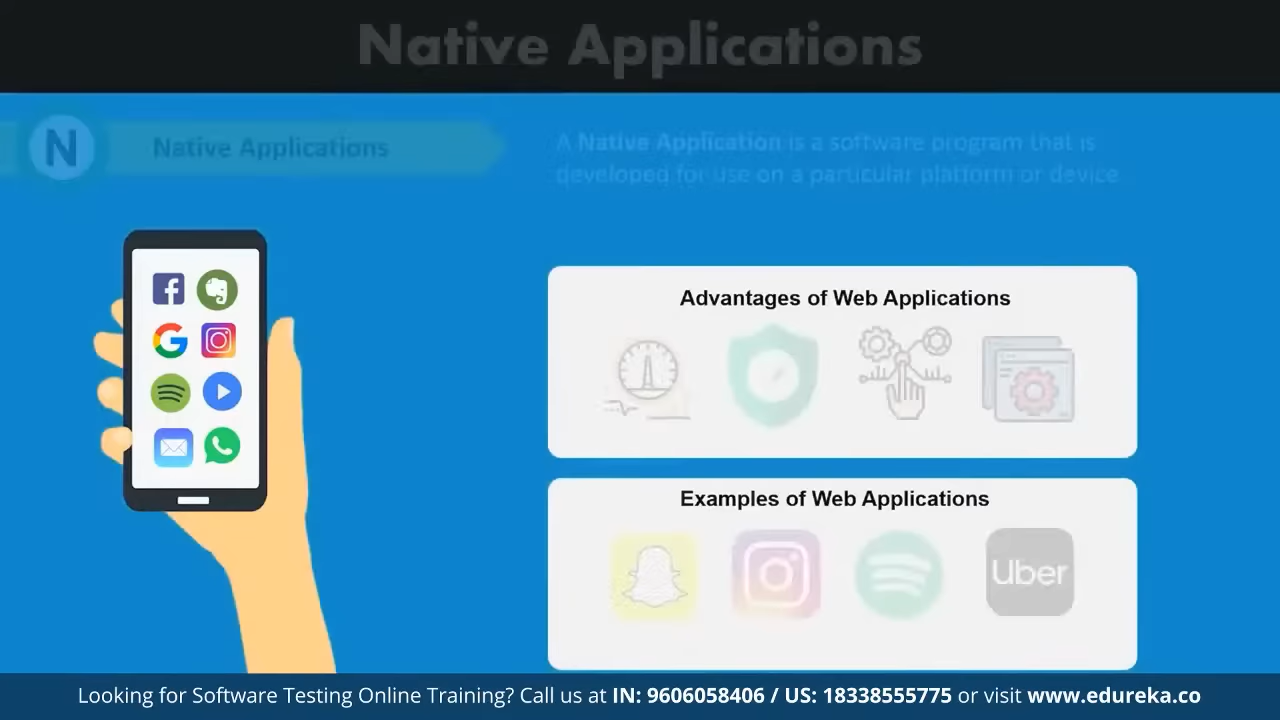 Native Applications
N
Native Applications
A Native Application is a software program that is
developed for use on a particular platform or device
Advantages of Web Applications
Examples of Web Applications
Uber
Looking for Software Testing Online Training? Call us at IN: 9606058406 / US: 18338555775 or visit www.edureka.co